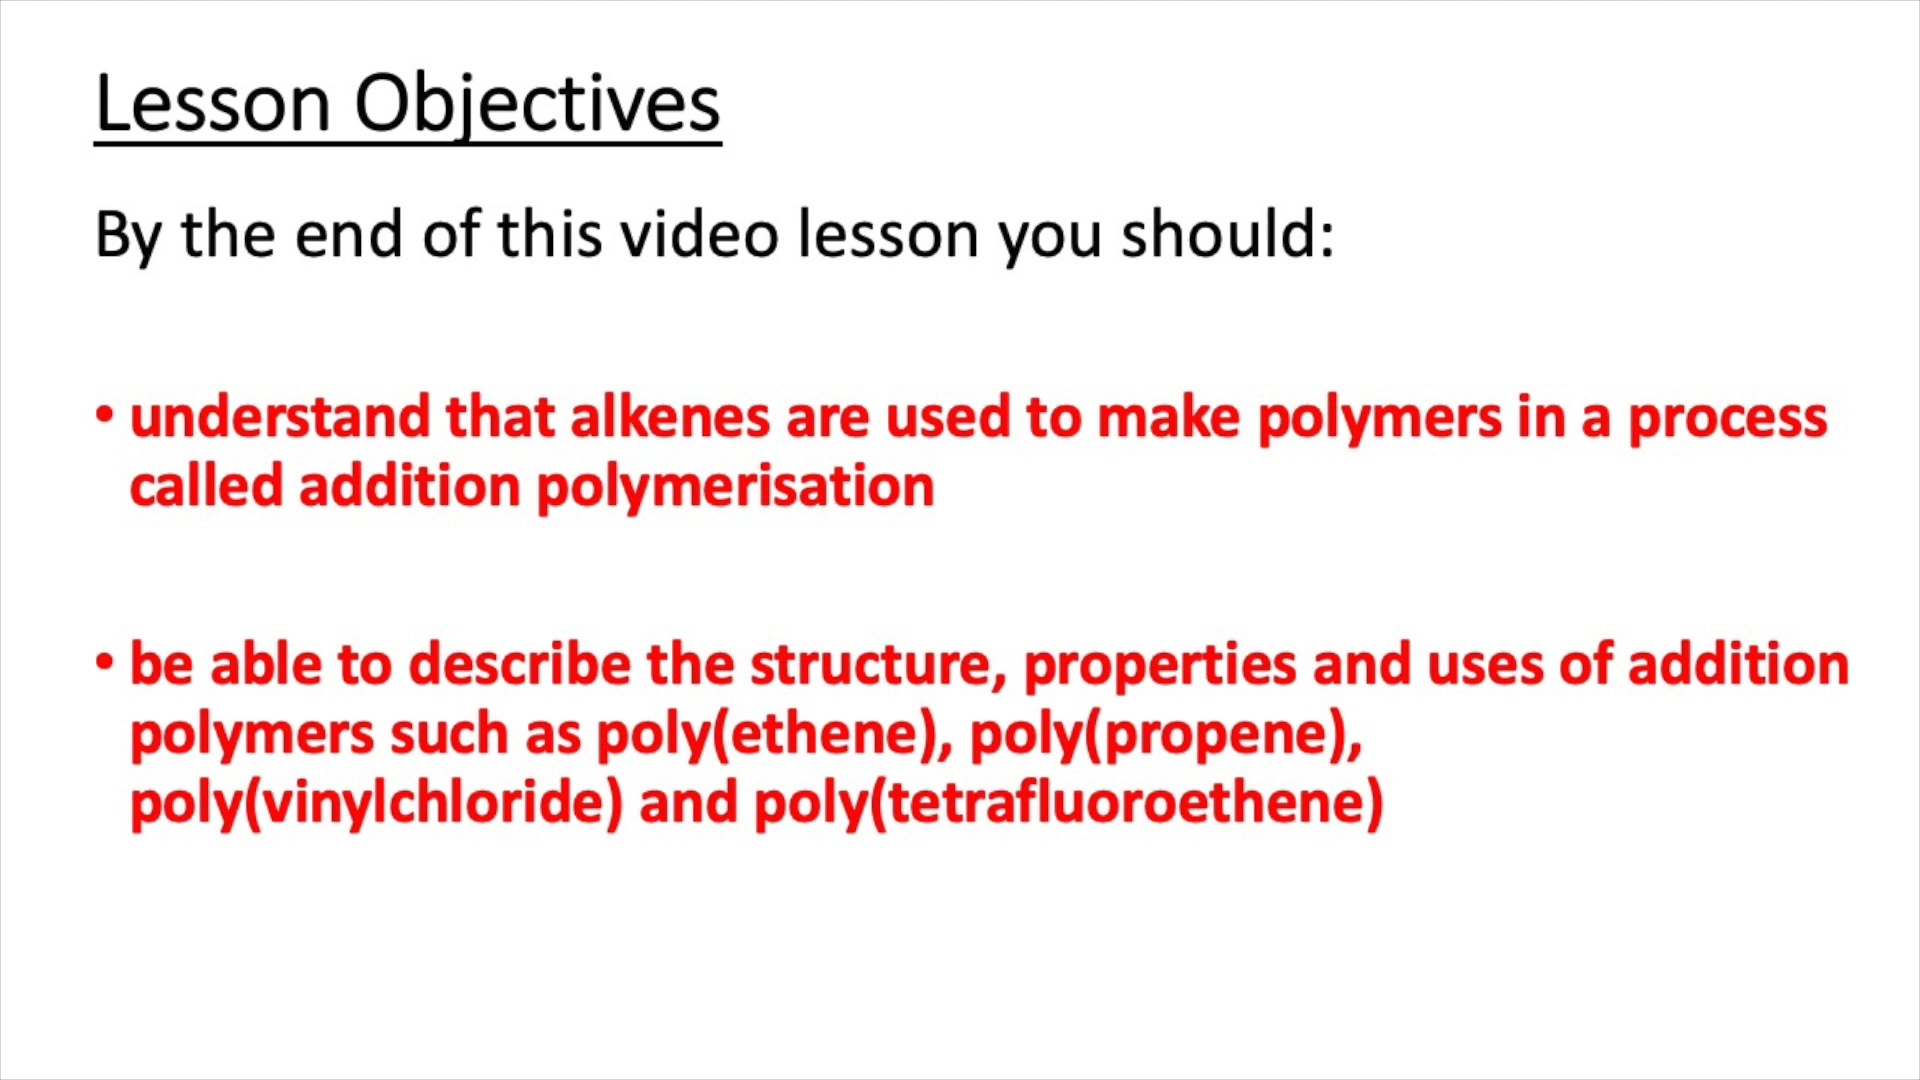 Lesson Objectives
By the end of this video lesson you should:
• understand that alkenes are used to make polymers in a process
called addition polymerisation
• be able to describe the structure, properties and uses of addition
polymers such as poly(ethene), poly(propene),
poly(vinylchloride) and poly(tetrafluoroethene)